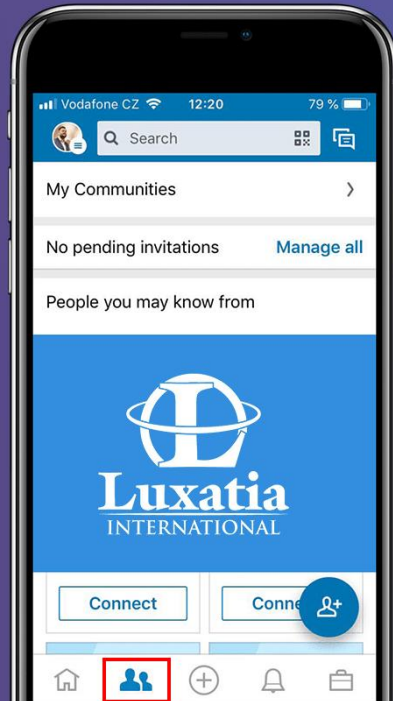 Vodafone CZ 12:20 79 %
Search
My Communities
No pending invitations Manage all
People you may know from
L
Luxatia
INTERNATIONAL
Connect Conne